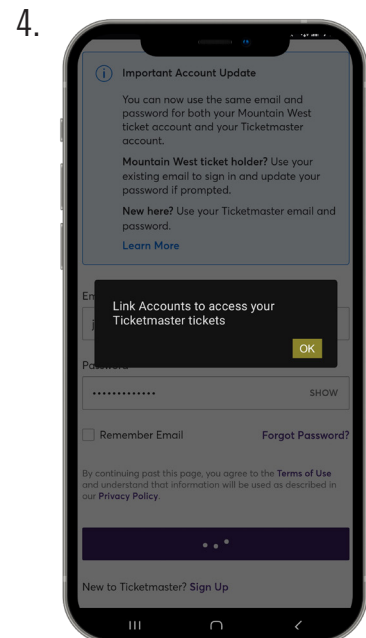 4.
Important Account Update
You can now use the same email and
password for both your Mountain West
ticket account and your Ticketmaster
account.
Mountain West ticket holder? Use your
existing email to sign in and update your
password if prompted.
New here? Use your Ticketmaster email and
password.
Learn More
Link Accounts to access your
Ticketmaster tickets
OK
•••••••••••••
SHOW
Remember Email
Forgot Password?
By continuing past this page, you agree to the Terms of Use
and understand that information will be used as described in
our Privacy Policy.
New to Ticketmaster? Sign Up